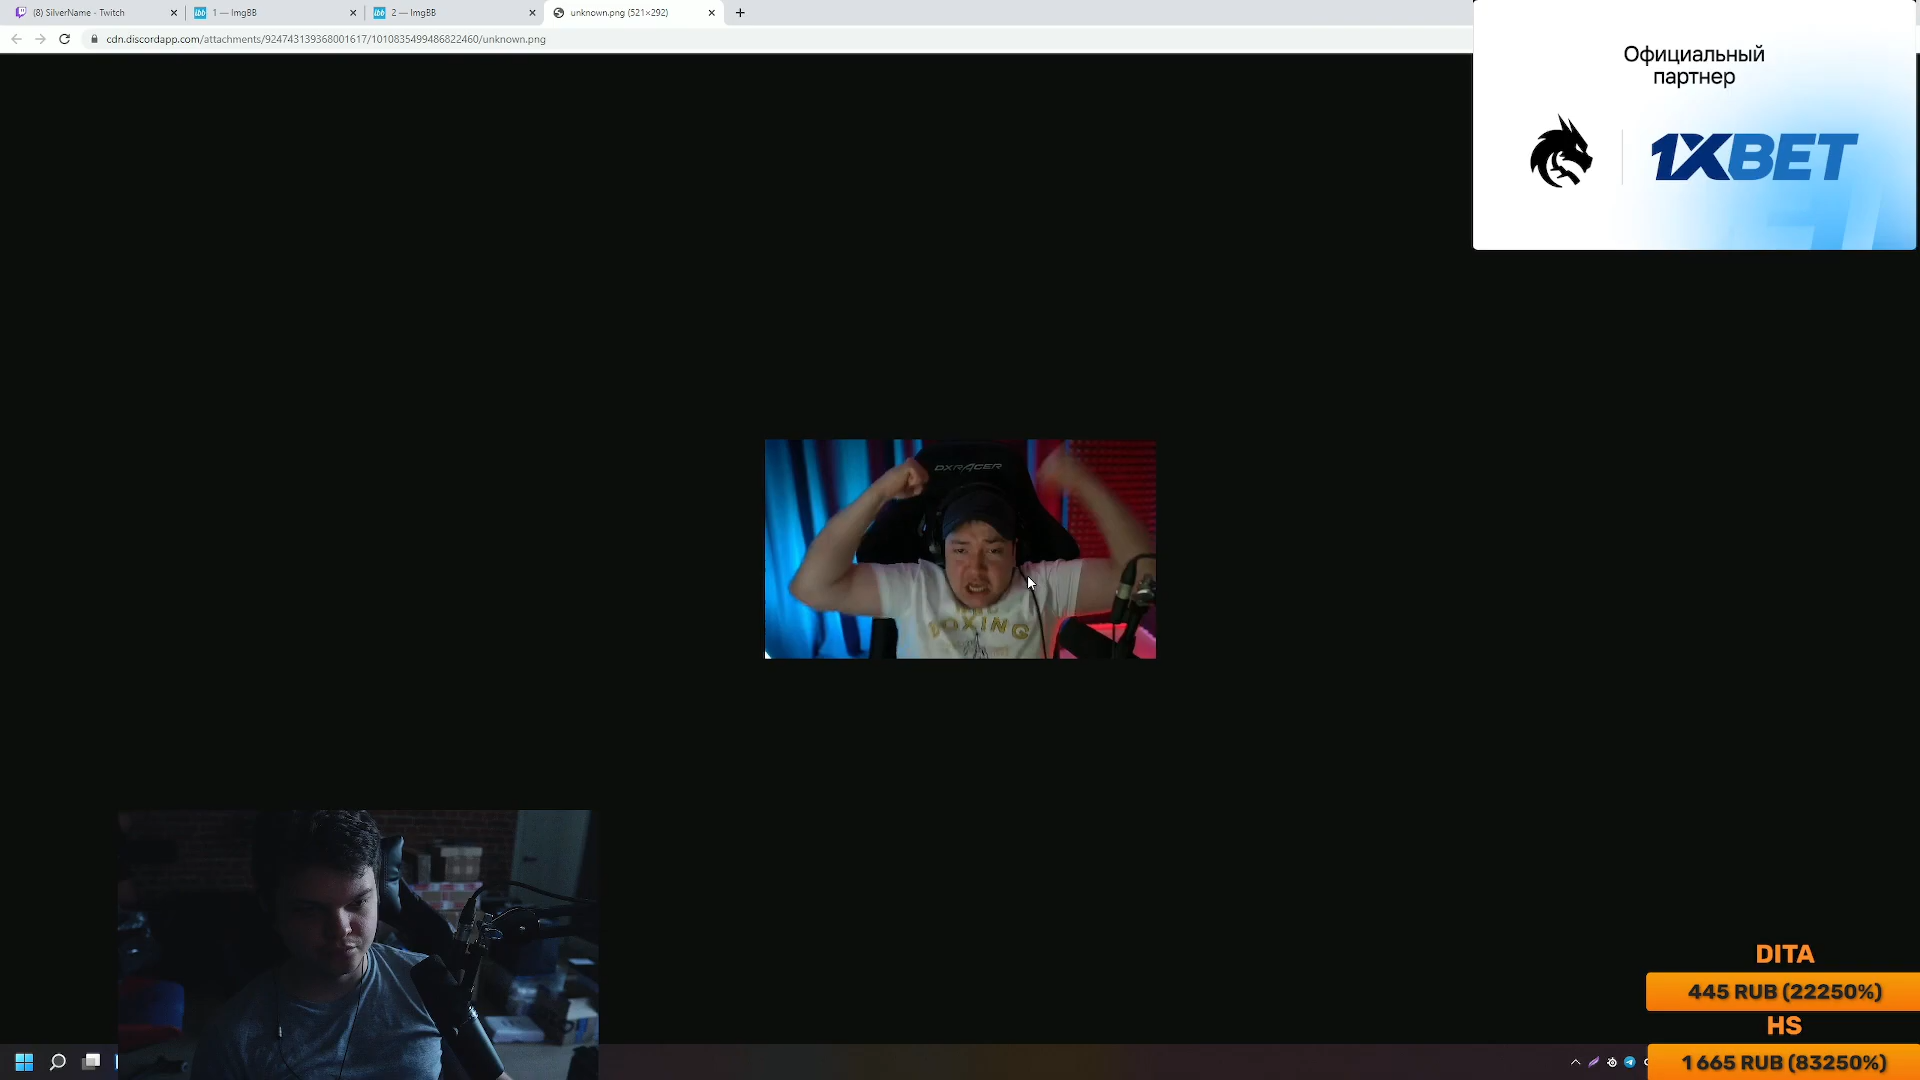 (8) SilverName - Twitch
1 — ImgBB
2 — ImgBB
unknown.png (521×292)
cdn.discordapp.com/attachments/924743139368001617/1010835499486822460/unknown.png
Официальный
партнер
1XBET
DXRACER
BOXING
DITA
445 RUB (22250%)
HS
1 665 RUB (83250%)